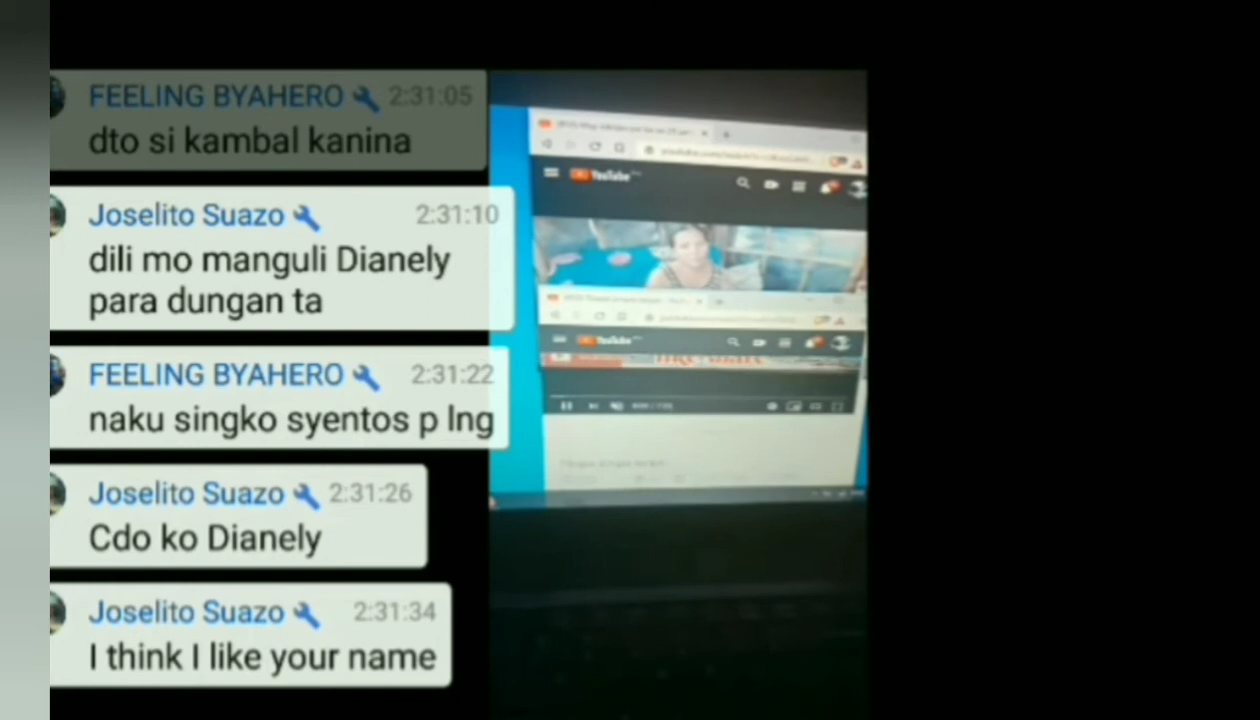 FEELING BYAHERO 2:31:05
dto si kambal kanina
Joselito Suazo 2:31:10
dili mo manguli Dianely
para dungan ta
FEELING BYAHERO 2:31:22
naku singko syentos p lng
Joselito Suazo 2:31:26
Cdo ko Dianely
Joselito Suazo 2:31:34
I think I like your name
YouTube
YouTube